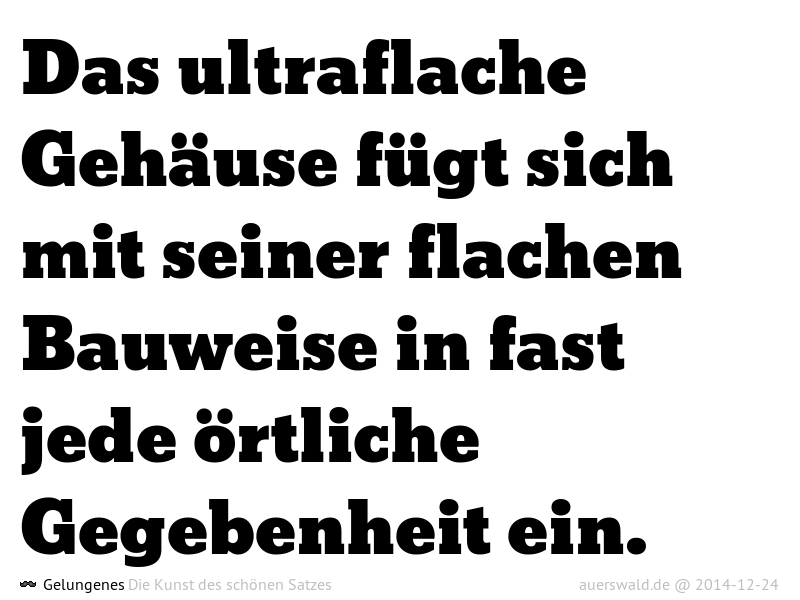 Das ultraflache
Gehäuse fügt sich
mit seiner flachen
Bauweise in fast
jede örtliche
Gegebenheit ein.
Gelungenes Die Kunst des schönen Satzes auerswald.de @ 2014-12-24